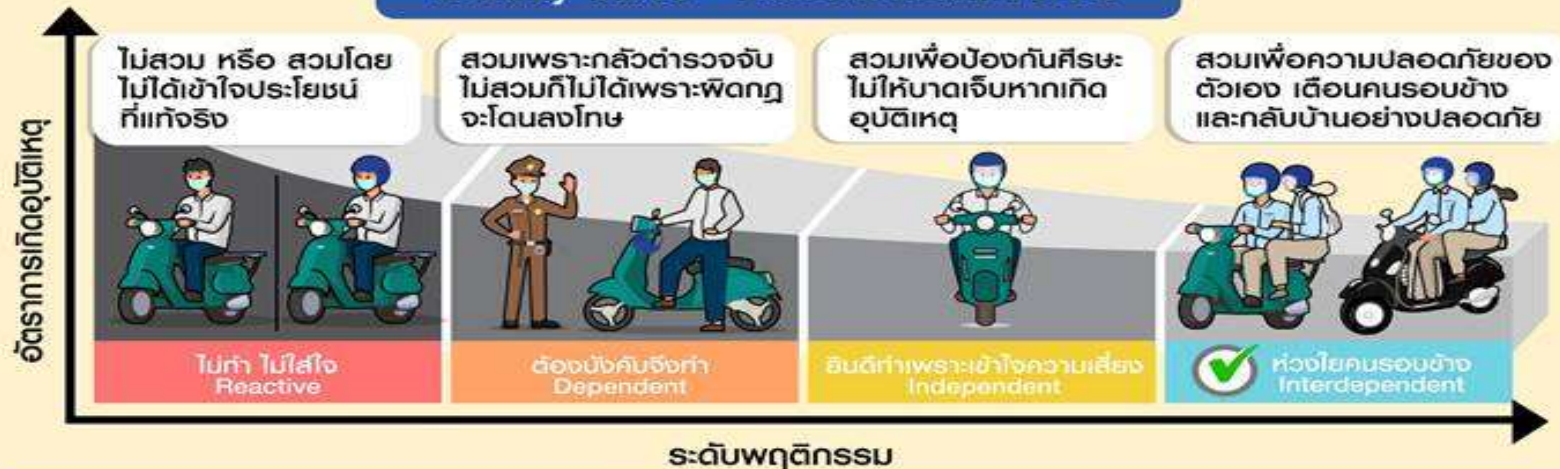 ไม่สวม หรือ สวมโดย
ไม่ได้เข้าใจประโยชน์
ที่แท้จริง
สวมเพราะกลัวตำรวจจับ
ไม่สวมก็ไม่ได้เพราะผิดกฎ
จะโดนลงโทษ
สวมเพื่อป้องกันศีรษะ
ไม่ให้บาดเจ็บหากเกิด
อุบัติเหตุ
สวมเพื่อความปลอดภัยของ
ตัวเอง เตือนคนรอบข้าง
และกลับบ้านอย่างปลอดภัย
อัตราการเกิดอุบัติเหตุ
ไม่ทำ ไม่ใส่ใจ
Reactive
ต้องบังคับจึงทำ
Dependent
ยินดีทำเพราะเข้าใจความเสี่ยง
Independent
ห่วงใยคนรอบข้าง
Interdependent
ระดับพฤติกรรม